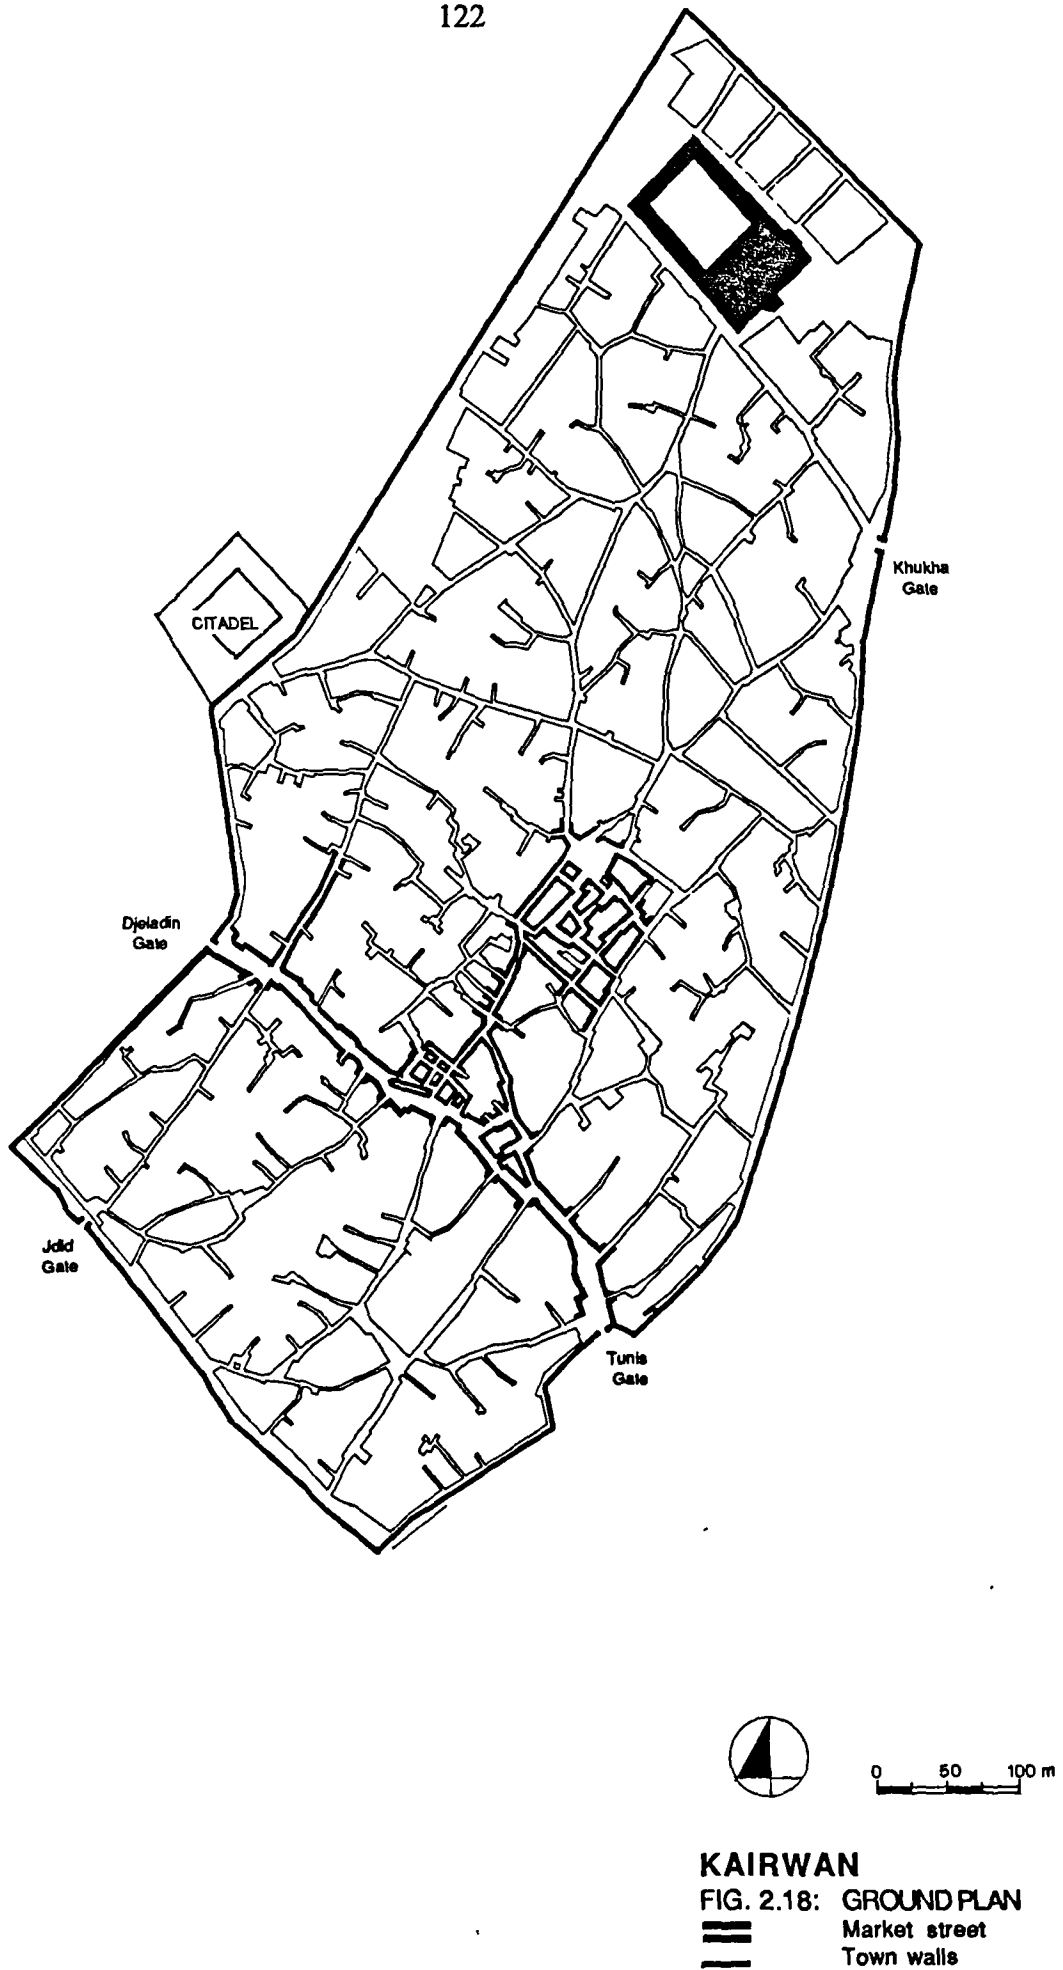 122
Khukha
Gate
CITADEL
Djeladin
Gate
Jdid
Gate
Tunis
Gate
0 50 100 m
KAIRWAN
FIG. 2.18: GROUND PLAN
Market street
Town walls